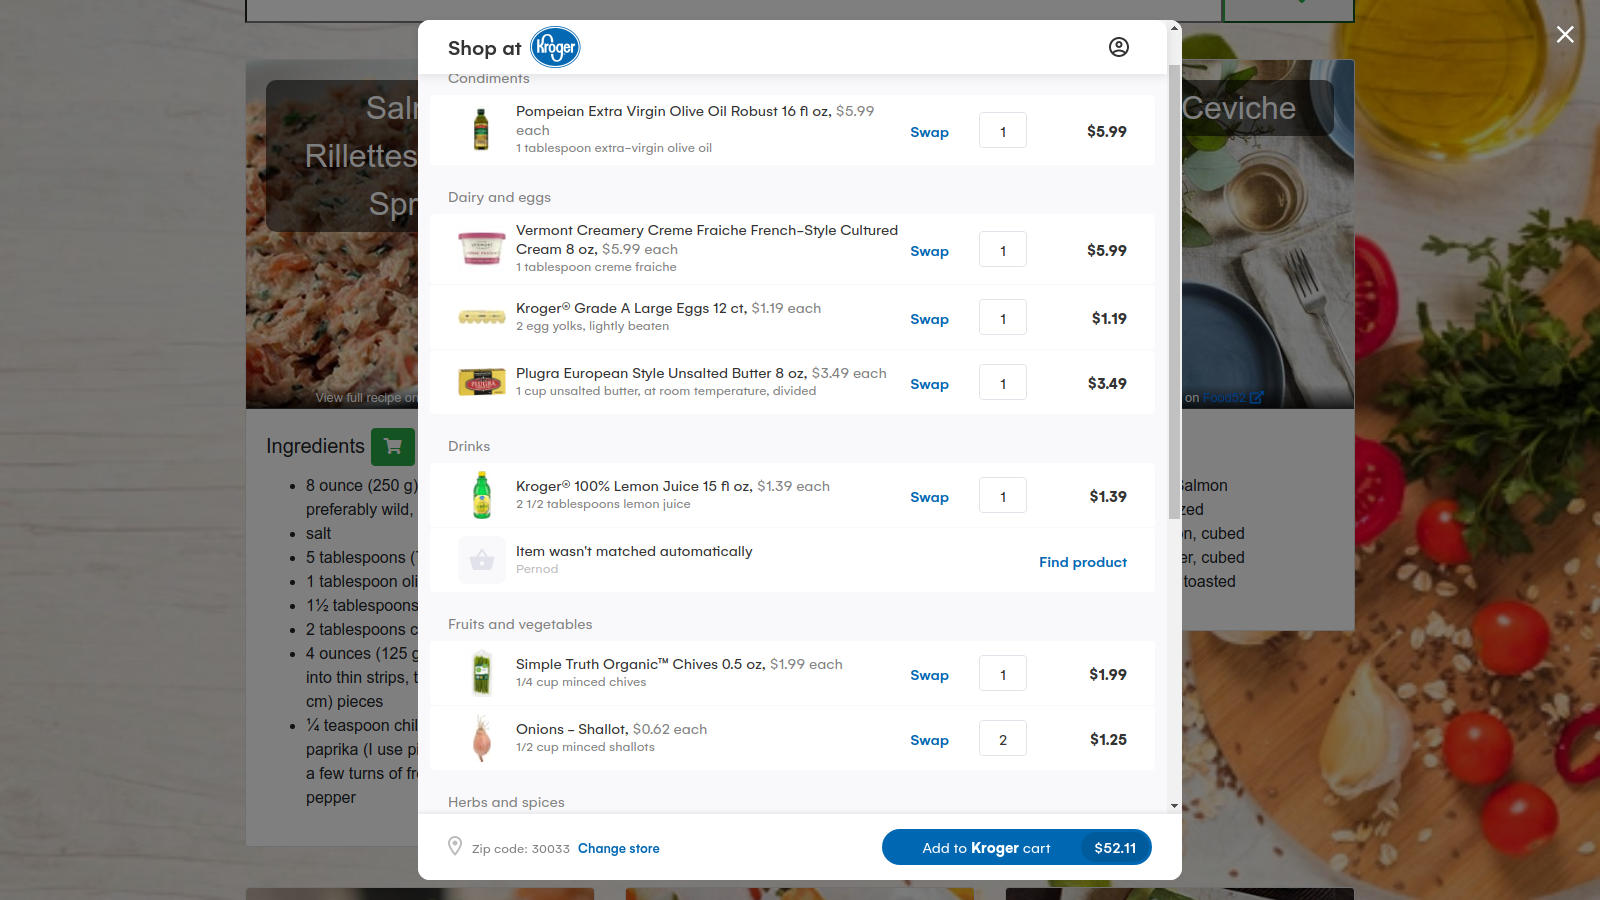 Shop at Kroger
Condiments
Pompeian Extra Virgin Olive Oil Robust 16 fl oz, $5.99
each
1 tablespoon extra-virgin olive oil
Swap
1
$5.99
Dairy and eggs
Vermont Creamery Creme Fraiche French-Style Cultured
Cream 8 oz, $5.99 each
1 tablespoon creme fraiche
Swap
1
$5.99
Kroger® Grade A Large Eggs 12 ct, $1.19 each
2 egg yolks, lightly beaten
Swap
1
$1.19
Plugra European Style Unsalted Butter 8 oz, $3.49 each
1 cup unsalted butter, at room temperature, divided
Swap
1
$3.49
Drinks
Kroger® 100% Lemon Juice 15 fl oz, $1.39 each
2 1/2 tablespoons lemon juice
Swap
1
$1.39
Item wasn't matched automatically
Pernod
Find product
Fruits and vegetables
Simple Truth Organic™ Chives 0.5 oz, $1.99 each
1/4 cup minced chives
Swap
1
$1.99
Onions - Shallot, $0.62 each
1/2 cup minced shallots
Swap
2
$1.25
Herbs and spices
Zip code: 30033 Change store
Add to Kroger cart $52.11
Rillettes
View full recipe on
Ingredients
8 ounce (250 g)
preferably wild,
salt
5 tablespoons
1 tablespoon
1½ tablespoons
2 tablespoons
4 ounces (125
into thin strips,
cm) pieces
¼ teaspoon
paprika (I use
a few turns of
pepper
Ceviche
on Food52
Salmon
cubed
cubed
toasted